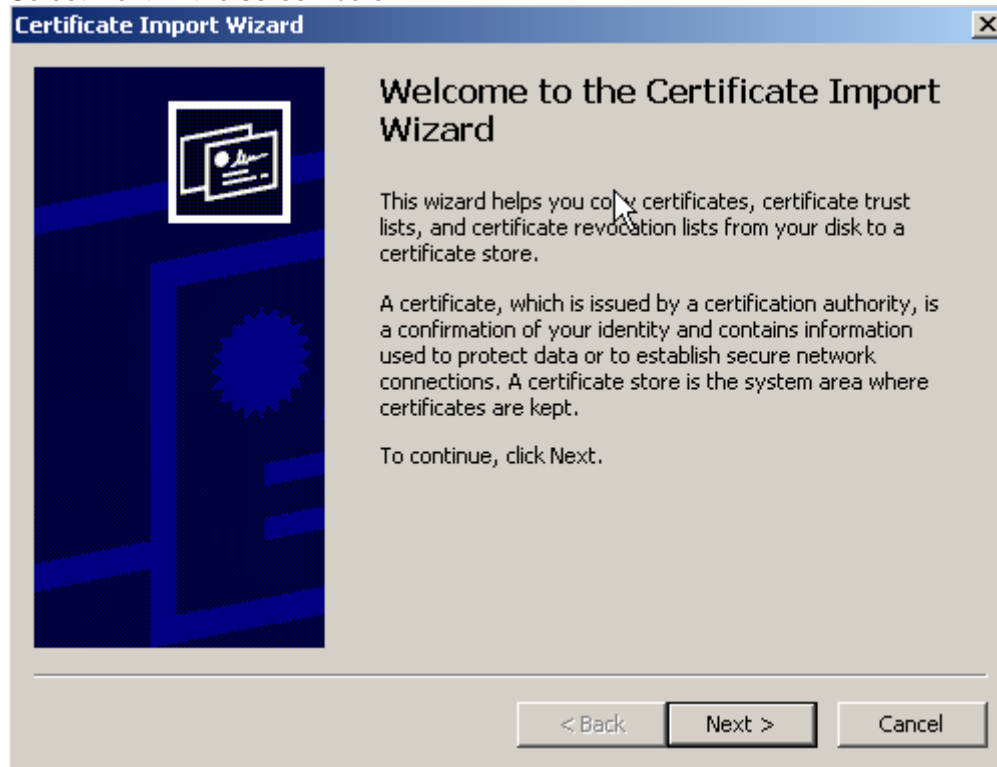 Certificate Import Wizard
Welcome to the Certificate Import
Wizard
This wizard helps you copy certificates, certificate trust
lists, and certificate revocation lists from your disk to a
certificate store.
A certificate, which is issued by a certification authority, is
a confirmation of your identity and contains information
used to protect data or to establish secure network
connections. A certificate store is the system area where
certificates are kept.
To continue, click Next.
< Back
Next >
Cancel